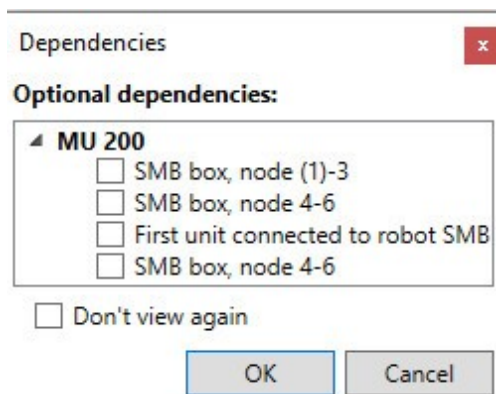 Dependencies
x
Optional dependencies:
MU 200
SMB box, node (1)-3
SMB box, node 4-6
First unit connected to robot SMB
SMB box, node 4-6
Don't view again
OK
Cancel